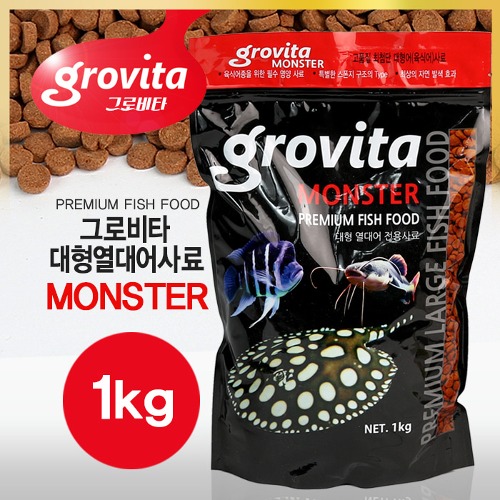 grovita
그로비타
PREMIUM FISH FOOD
그로비타
대형열대어사료
MONSTER
1kg
grovita
MONSTER
고품질 최첨단 대형어(육식어)사료
• 육식어종을 위한 필수 영양 사료 • 특별한 스폰지 구조의 Type • 최상의 자연 발색 효과
grovita
MONSTER
PREMIUM FISH FOOD
대형 열대어 전용사료
PREMIUM LARGE FISH FOOD
NET. 1kg